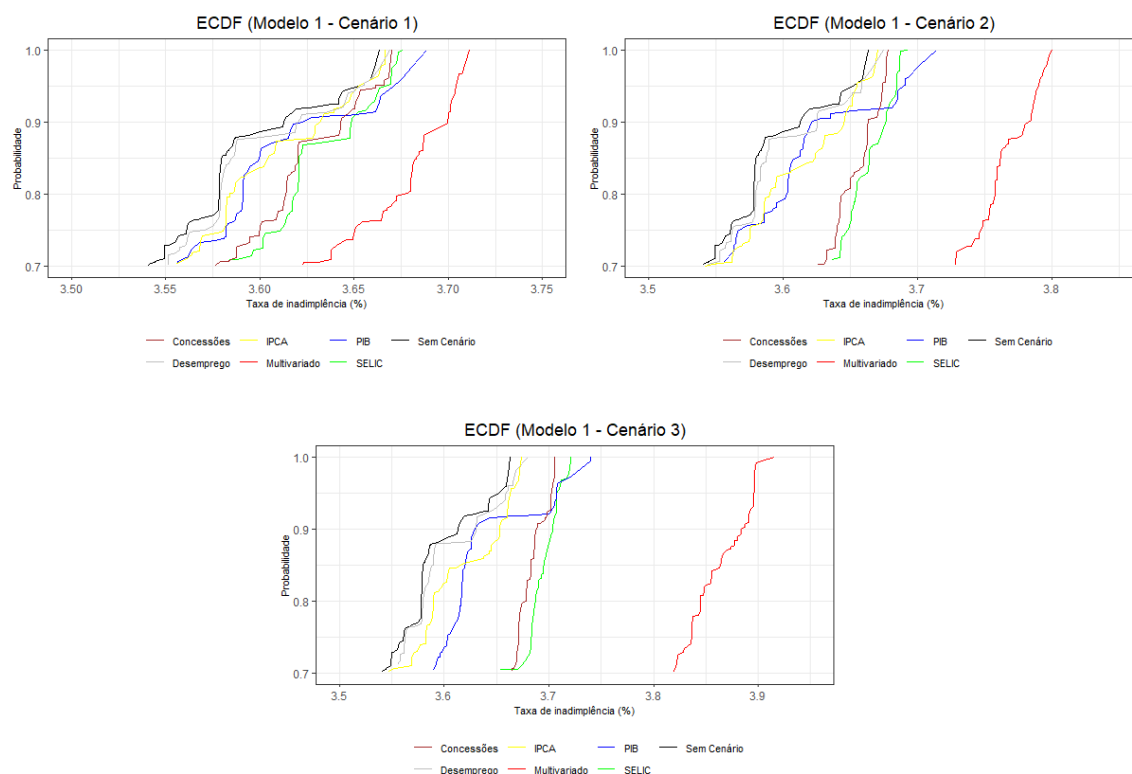 ECDF (Modelo 1 - Cenário 1)
Probabilidade
1.0
0.9
0.8
0.7
3.50 3.55 3.60 3.65 3.70 3.75
Taxa de inadimplência (%)
Concessões IPCA PIB Sem Cenário
Desemprego Multivariado SELIC
ECDF (Modelo 1 - Cenário 2)
Probabilidade
1.0
0.9
0.8
0.7
3.5 3.6 3.7 3.8
Taxa de inadimplência (%)
Concessões IPCA PIB Sem Cenário
Desemprego Multivariado SELIC
ECDF (Modelo 1 - Cenário 3)
Probabilidade
1.0
0.9
0.8
0.7
3.5 3.6 3.7 3.8 3.9
Taxa de inadimplência (%)
Concessões IPCA PIB Sem Cenário
Desemprego Multivariado SELIC